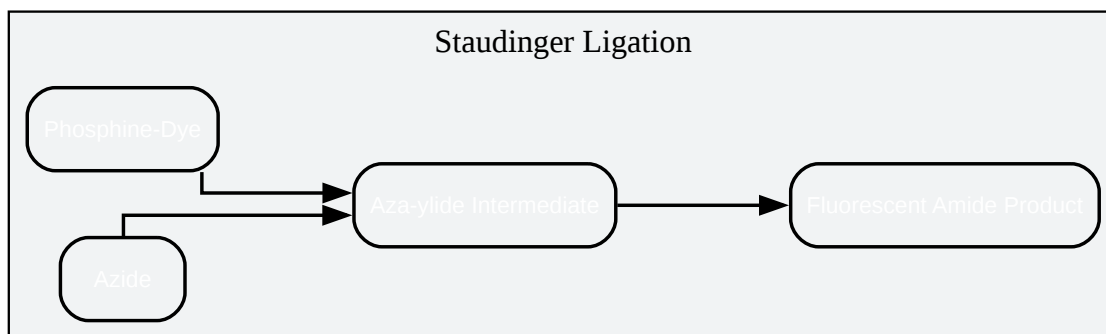 Staudinger Ligation
Phosphine-Dye
Aza-ylide Intermediate
Fluorescent Amide Product
Azide